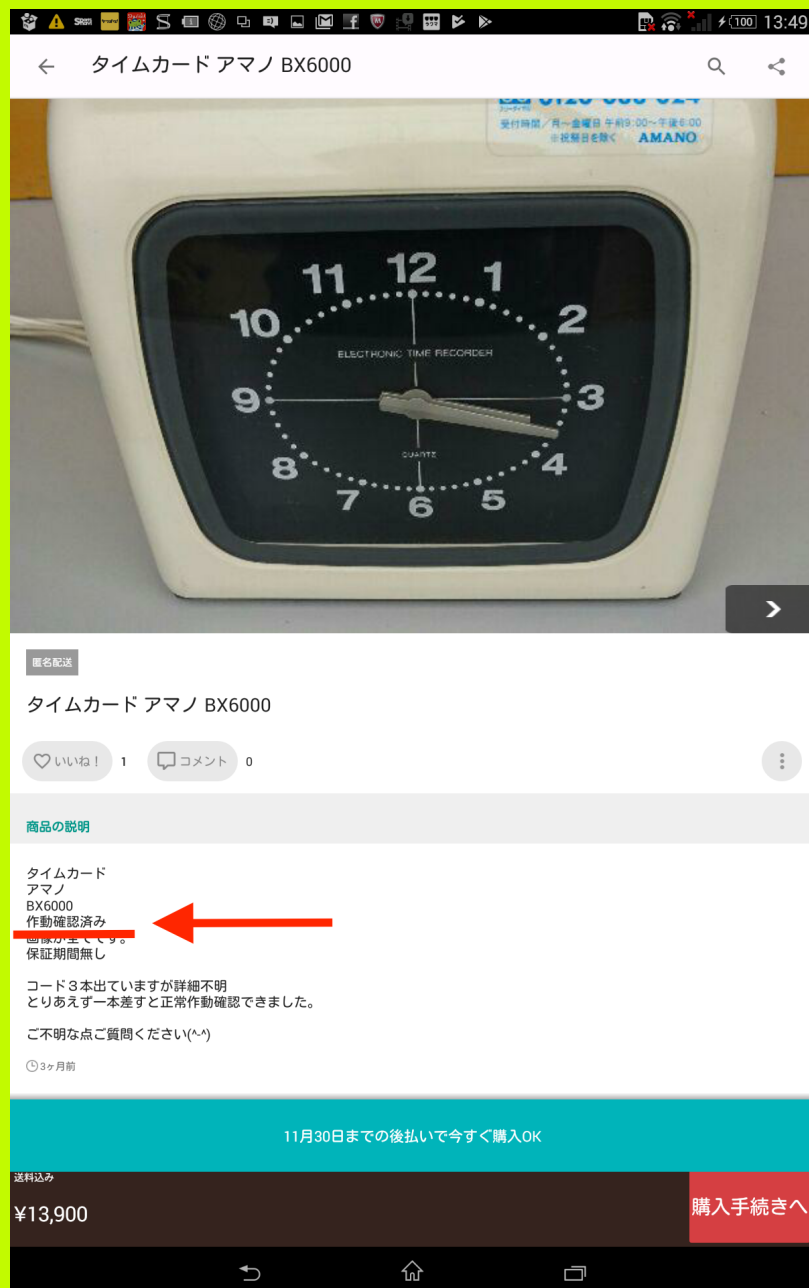 100 13:49
タイムカード アマノ BX6000
受付時間/月～金曜日 午前9:00～午後6:00
※祝祭日を除く AMANO
11 12 1
10 2
ELECTRONIC TIME RECORDER
9 3
QUARTZ
8 4
7 6 5
匿名配送
タイムカード アマノ BX6000
いいね! 1 コメント 0
商品の説明
タイムカード
アマノ
BX6000
作動確認済み
画像が全てです。
保証期間無し
コード3本出ていますが詳細不明
とりあえず一本差すと正常作動確認できました。
ご不明な点ご質問ください(^-^)
3ヶ月前
11月30日までの後払いで今すぐ購入OK
送料込み
¥13,900
購入手続きへ